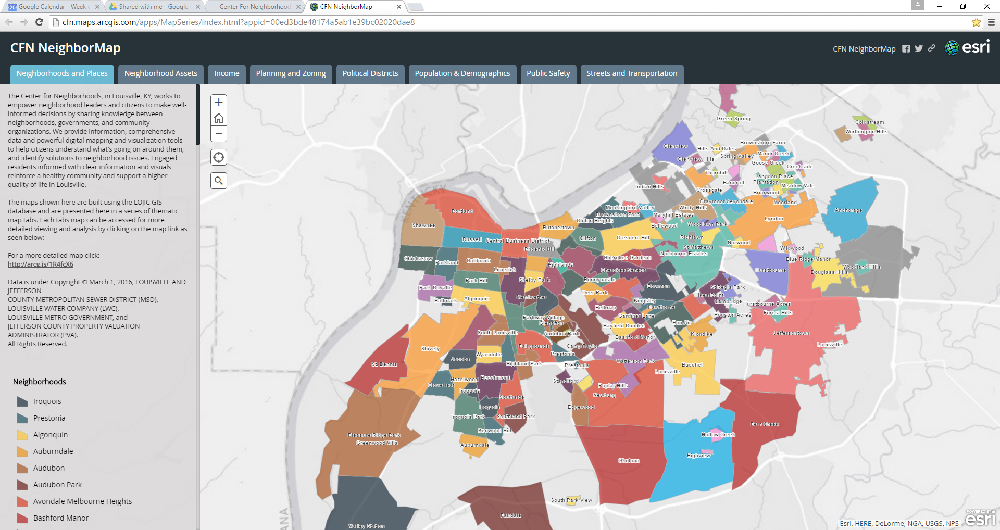 Google Calendar - Week
Shared with me - Google
Center For Neighborhood
CFN NeighborMap
cfn.maps.arcgis.com/apps/MapSeries/index.html?appid=00ed3bde48174a5ab1e39bc02020dae8
CFN NeighborMap
CFN NeighborMap
esri
Neighborhoods and Places
Neighborhood Assets
Income
Planning and Zoning
Political Districts
Population & Demographics
Public Safety
Streets and Transportation
The Center for Neighborhoods, in Louisville, KY, works to
empower neighborhood leaders and citizens to make well-
informed decisions by sharing knowledge between
neighborhoods, governments, and community
organizations. We provide information, comprehensive
data and powerful digital mapping and visualization tools
to help citizens understand what's going on around them,
and identify solutions to neighborhood issues. Engaged
residents informed with clear information and visuals
reinforce a healthy community and support a higher
quality of life in Louisville.
The maps shown here are built using the LOJIC GIS
database and are presented here in a series of thematic
map tabs. Each tabs map can be accessed for more
detailed viewing and analysis by clicking on the map link as
seen below:
For a more detailed map click:
http://arcg.is/1R4fcX6
Data is under Copyright © March 1, 2016, LOUISVILLE AND
JEFFERSON
COUNTY METROPOLITAN SEWER DISTRICT (MSD),
LOUISVILLE WATER COMPANY (LWC),
LOUISVILLE METRO GOVERNMENT, and
JEFFERSON COUNTY PROPERTY VALUATION
ADMINISTRATOR (PVA).
All Rights Reserved.
Neighborhoods
Iroquois
Prestonia
Algonquin
Auburndale
Audubon
Audubon Park
Avondale Melbourne Heights
Bashford Manor
Green Spring
Coldstream
Worthington Hills
Glenview
Hills And Dales
Brownsboro Farm
Spring Valley
Manor Creek
Glenview Hills
Goose Creek
Creekside
Thornhill
Langdon Place
Bancroft
Plantation
Meadow Vale
Indian Hills
Crossgate
Briarwood
Graymoor/devondale
Moorland
Mockingbird Valley
Windy Hills
Brownsboro Zorn
Maryhill Estates
Anchorage
Portland
Clifton Heights
Lyndon
Shawnee
Butchertown
Bellewood
Woodlawn Park
Russell
Central Business District
Clifton
Crescent Hill
Richlawn
Norwood
Phoenix Hill
St Matthews
Wildwood
Norbourne Estates
Chickasaw
Parkland
California
Cherokee Gardens
Blue Ridge Manor
Limerick
Highlands
Cherokee Seneca
Hurstbourne
Woodland Hills
Douglass Hills
Park Hill
Shelby Park
Bonnycastle
Bowman
St Regis Park
Park Duvalle
Deer Park
Hikes Point
Hallmark
Algonquin
Merriwether
Kingsley
Cambridge
Hurstbourne Acres
Belknap
Hawthorne
Forest Hills
Parkway Village
Gardiner Lane
Houston Acres
Glenafton
Hayfield Dundee
Bon Air
South Louisville
Audubon Park
Klondike
Jeffersontown
Bashford Manor
Louisville
Shively
Fairgrounds
Camp Taylor
Wyandotte
Prestonia
Jacobs
Watterson Park
St. Dennis
Highland Park
Prestonia
Buechel
Louisville
Hazelwood
Beechmont
Standiford
Cloverleaf
Poplar Hills
Iroquois
Newburg
Southside
Iroquois
Edgewood
Iroquois Park
Southland Park
Fern Creek
Kenwood Hill
Pleasure Ridge Park
Hollow Creek
Greenwood Villa
Auburndale
Highview
Okolona
South Park View
Fairdale
Valley Station
KENTUCKY
Esri, HERE, DeLorme, NGA, USGS, NPS
POWERED BY
esri